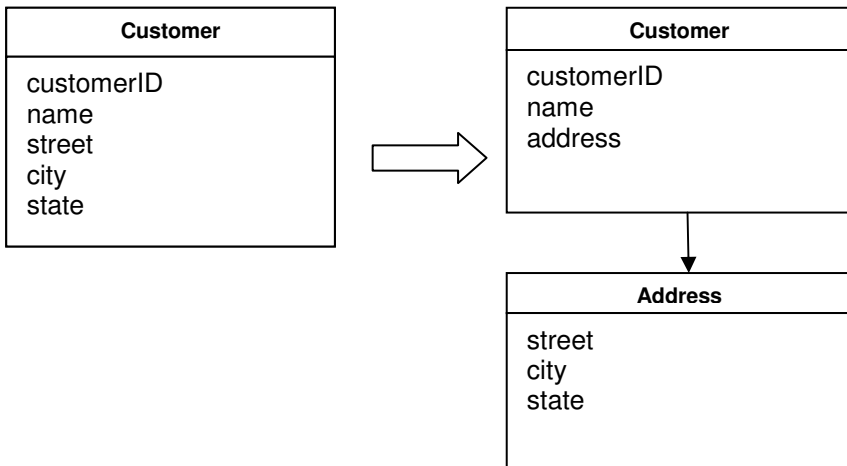 Customer
customerID
name
street
city
state
Customer
customerID
name
address
Address
street
city
state